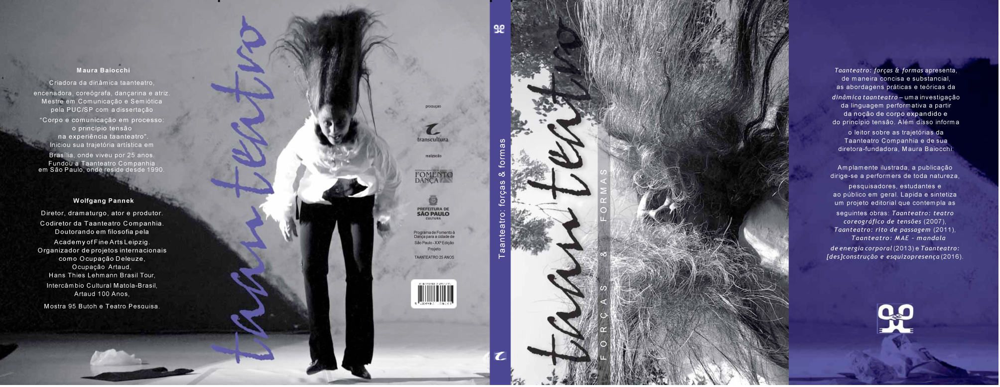 Maura Baiocchi
Criadora da dinâmica taanteatro,
encenadora, coreógrafa, dançarina e atriz.
Mestre em Comunicação e Semiótica
pela PUC/SP com a dissertação
“Corpo e comunicação em processo:
o princípio tensão
na experiência taanteatro”.
Iniciou sua trajetória artística em
Brasília, onde viveu por 25 anos.
Fundou a Taanteatro Companhia
em São Paulo, onde reside desde 1990.
Wolfgang Pannek
Diretor, dramaturgo, ator e produtor.
Codiretor da Taanteatro Companhia.
Doutorando em filosofia pela
Academy of Fine Arts Leipzig.
Organizador de projetos internacionais
como Ocupação Deleuze,
Ocupação Artaud,
Hans Thies Lehmann Brasil Tour,
Intercâmbio Cultural Matola-Brasil,
Artaud 100 Anos,
Mostra 95 Butoh e Teatro Pesquisa.
taanteatro
produção
transcultura
realização
FOMENTO
DANÇA
PREFEITURA DE
SÃO PAULO
CULTURA
Programa de Fomento à
Dança para a cidade de
São Paulo - XXª Edição
Projeto
TAANTEATRO 25 ANOS
Taanteatro: forças & formas
taanteatro
FORÇAS & FORMAS
Taanteatro: forças & formas apresenta,
de maneira concisa e substancial,
as abordagens práticas e teóricas da
dinâmica taanteatro – uma investigação
da linguagem performativa a partir
da noção de corpo expandido e
do princípio tensão. Além disso informa
o leitor sobre as trajetórias da
Taanteatro Companhia e de sua
diretora-fundadora, Maura Baiocchi.
Amplamente ilustrada, a publicação
dirige-se a performers de toda natureza,
pesquisadores, estudantes e
ao público em geral. Lapida e sintetiza
um projeto editorial que contempla as
seguintes obras: Taanteatro: teatro
coreográfico de tensões (2007),
Taanteatro: rito de passagem (2011),
Taanteatro: MAE - mandala
de energia corporal (2013) e Taanteatro:
[des]construção e esquizopresença (2016).